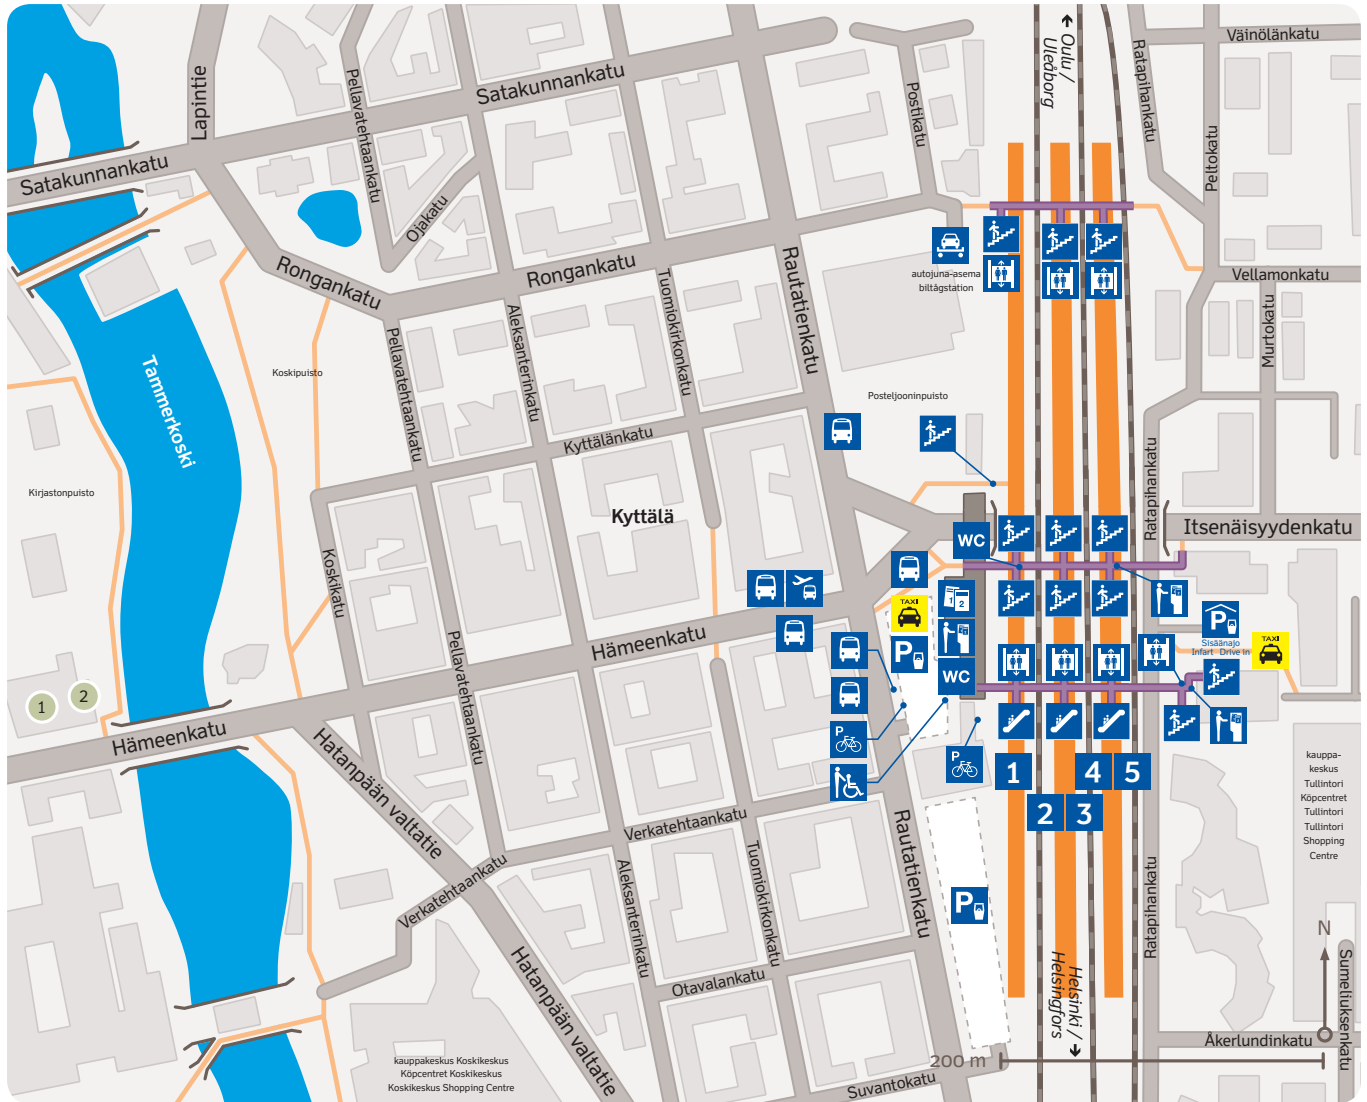 Väinölänkatu
← Oulu /
Uleåborg
Ratapihankatu
Lapintie
Pellavatehtaankatu
Satakunnankatu
Postikatu
Peltokatu
Satakunnankatu
Ojakatu
Rongankatu
Rongankatu
Rautatienkatu
autojuna-asema
biltågstation
Vellamonkatu
Tuomiokirkonkatu
Aleksanterinkatu
Pellavatehtaankatu
Murtokatu
Koskipuisto
Tammerkoski
Posteljooninpuisto
Kyttälänkatu
Ratapihankatu
Kirjastonpuisto
Kyttälä
Itsenäisyydenkatu
WC
Koskikatu
1 2
TAXI
P
P
Sisäänajo
Infart Drive in
TAXI
Hämeenkatu
Pellavatehtaankatu
WC
1
2
Hämeenkatu
Hatanpään valtatie
P
P
1
4
5
2
3
kauppa-
keskus
Tullintori
Köpcentret
Tullintori
Tullintori
Shopping
Centre
Verkatehtaankatu
Rautatienkatu
Verkatehtaankatu
Aleksanterinkatu
Tuomiokirkonkatu
P
Ratapihankatu
N
Hatanpään valtatie
Otavalankatu
Helsinki /
Helsingfors →
Sumeliuksenkatu
Åkerlundinkatu
200 m
kauppakeskus Koskikeskus
Köpcentret Koskikeskus
Koskikeskus Shopping Centre
Suvantokatu